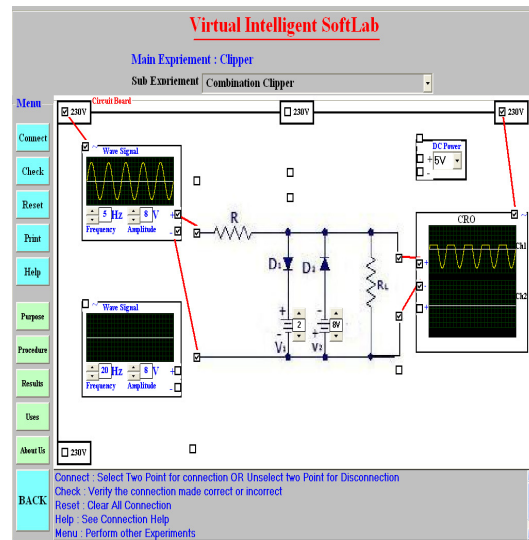 Virtual Intelligent SoftLab
Main Expriement : Clipper
Sub Expriement Combination Clipper
Menu
Circuit Board
230V 230V 230V
Connect
Check
Reset
Print
Help
Purpose
Procedure
Results
Uses
About Us
BACK
~ Wave Signal
5 Hz 8 V +
Frequency Amplitude -
~ Wave Signal
20 Hz 8 V +
Frequency Amplitude -
230V
R
D1 D2
RL
+ - 2 V1
- + 8V V2
DC Power
+ 5V
-
~
CRO
Ch1
+
-
Ch2
+
Connect : Select Two Point for connection OR Unselect two Point for Disconnection
Check : Verify the connection made correct or incorrect
Reset : Clear All Connection
Help : See Connection Help
Menu : Perform other Experiments